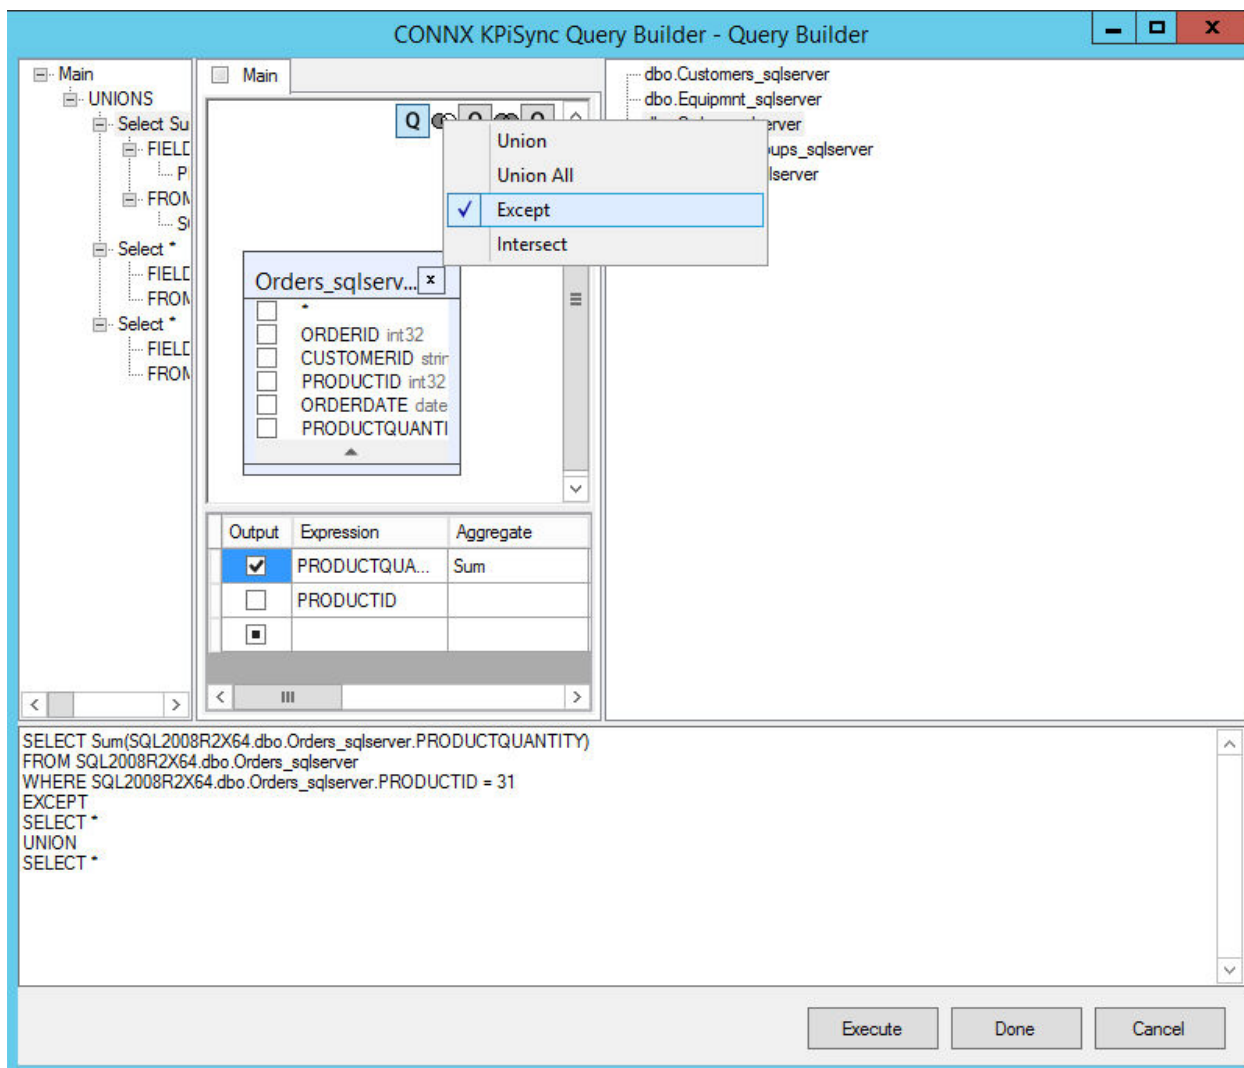 CONNX KPiSync Query Builder - Query Builder
Main
UNIONS
Select Su
FIELD
FROM
Select *
FIELD
FROM
Select *
FIELD
FROM
Main
Q
Q
Q
Union
Union All
Except
Intersect
Orders_sqlserv...
x
*
ORDERID int32
CUSTOMERID strin
PRODUCTID int32
ORDERDATE date
PRODUCTQUANTI
Output Expression Aggregate
PRODUCTQUA... Sum
PRODUCTID
dbo.Customers_sqlserver
dbo.Equipmnt_sqlserver
erver
ups_sqlserver
lserver
SELECT Sum(SQL2008R2X64.dbo.Orders_sqlserver.PRODUCTQUANTITY)
FROM SQL2008R2X64.dbo.Orders_sqlserver
WHERE SQL2008R2X64.dbo.Orders_sqlserver.PRODUCTID = 31
EXCEPT
SELECT *
UNION
SELECT *
Execute
Done
Cancel